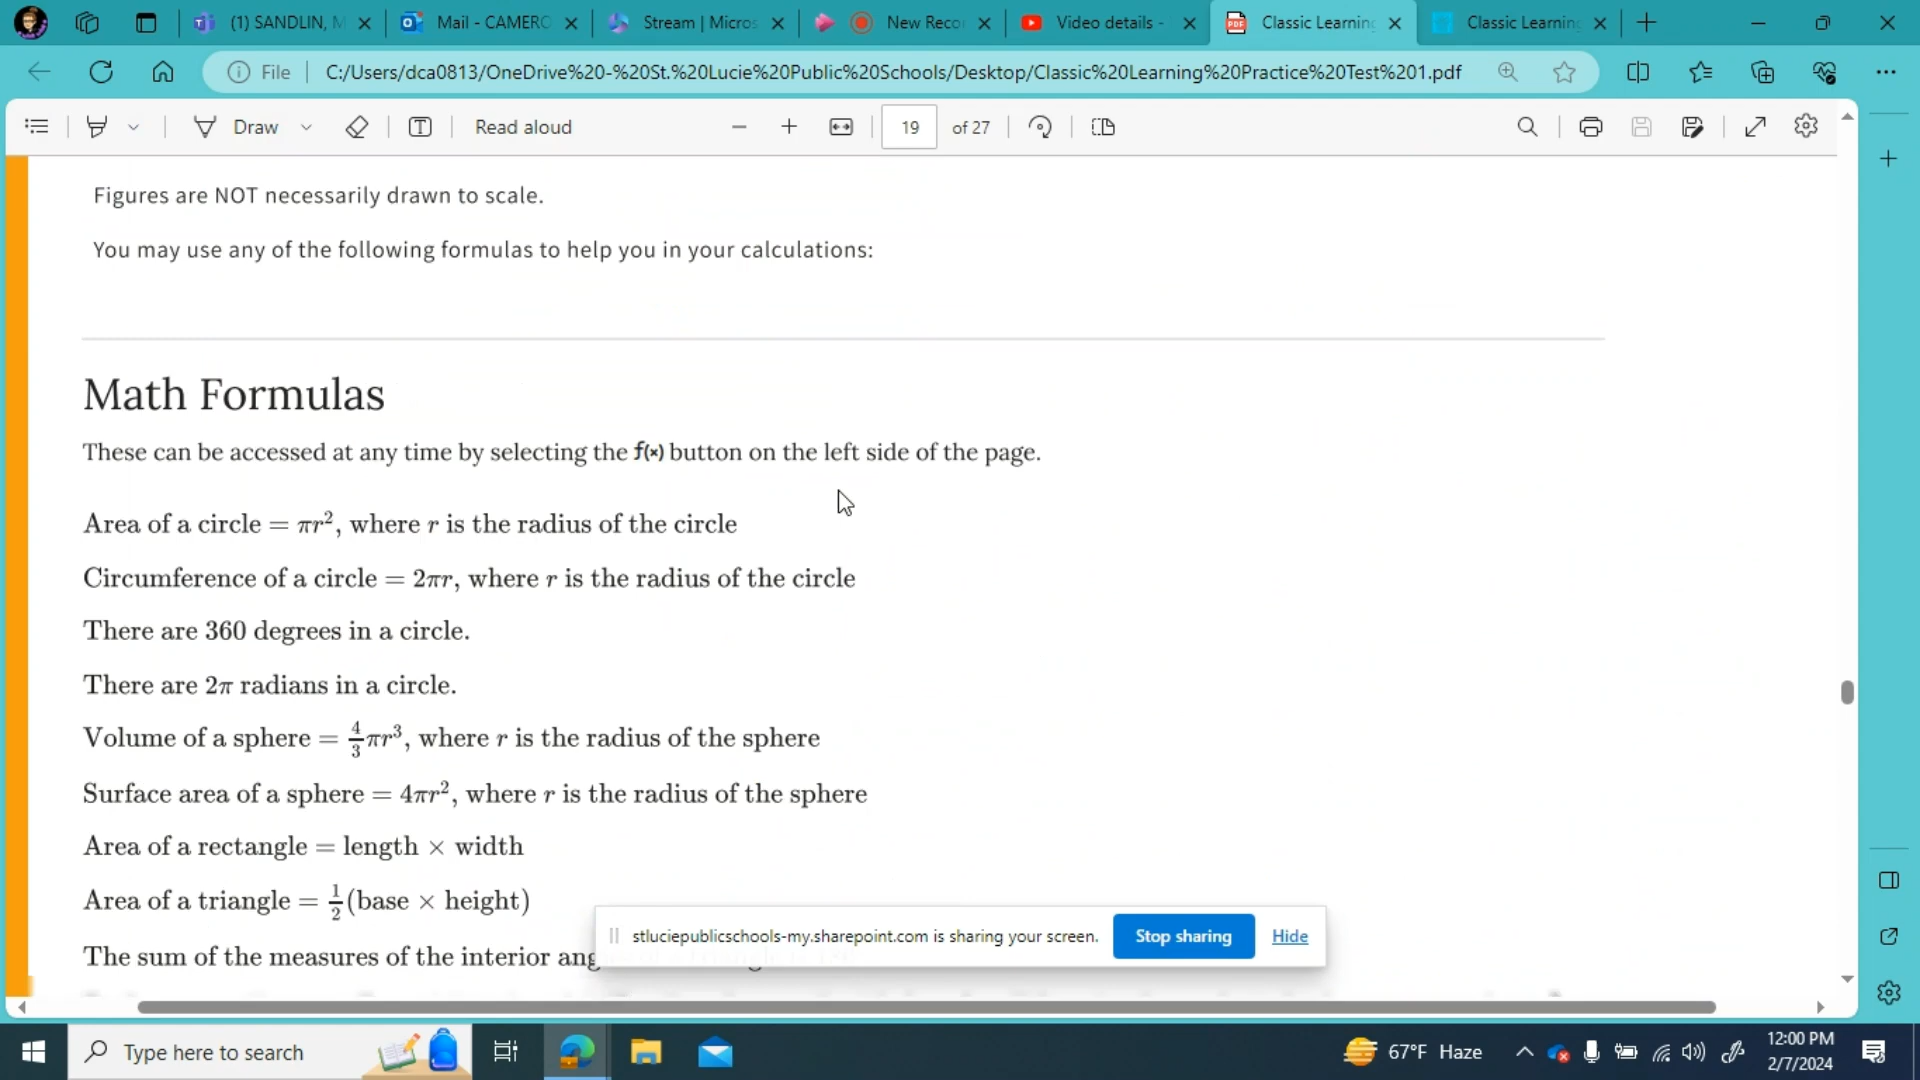 (1) SANDLIN, M
Mail - CAMERO
Stream | Micros
New Reco
Video details -
Classic Learning
Classic Learning
File
C:/Users/dca0813/OneDrive%20-%20St.%20Lucie%20Public%20Schools/Desktop/Classic%20Learning%20Practice%20Test%201.pdf
Draw
Read aloud
19
of 27
Figures are NOT necessarily drawn to scale.
You may use any of the following formulas to help you in your calculations:
Math Formulas
These can be accessed at any time by selecting the f(x) button on the left side of the page.
Area of a circle = πr², where r is the radius of the circle
Circumference of a circle = 2πr, where r is the radius of the circle
There are 360 degrees in a circle.
There are 2π radians in a circle.
Volume of a sphere = 4/3πr³, where r is the radius of the sphere
Surface area of a sphere = 4πr², where r is the radius of the sphere
Area of a rectangle = length × width
Area of a triangle = 1/2(base × height)
The sum of the measures of the interior ang
stluciepublicschools-my.sharepoint.com is sharing your screen.
Stop sharing
Hide
Type here to search
67°F Haze
12:00 PM
2/7/2024